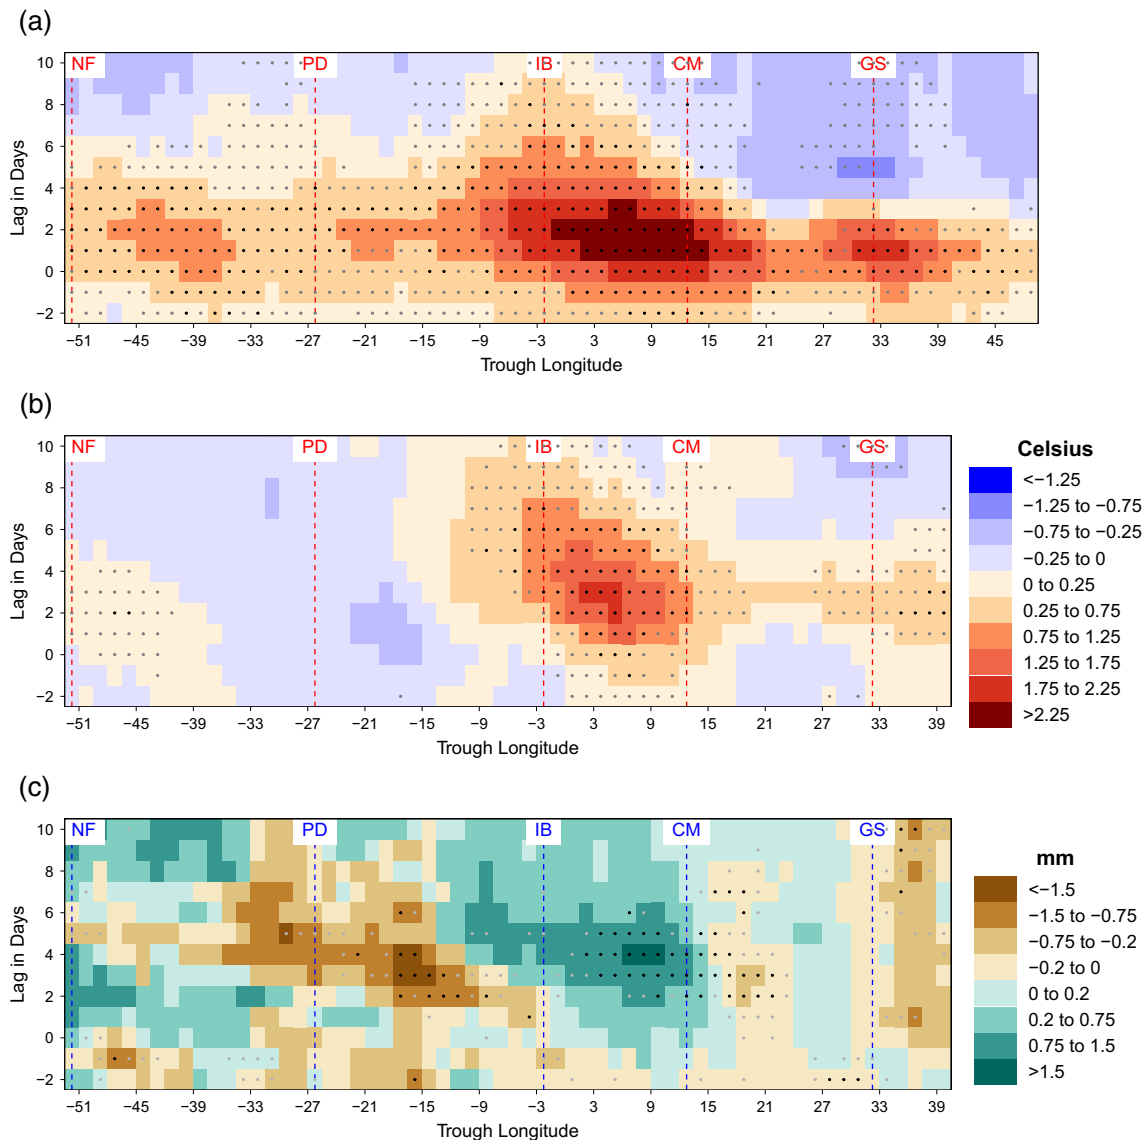 (a)
NF PD IB CM GS
10
8
6
4
2
0
−2
Lag in Days
−51 −45 −39 −33 −27 −21 −15 −9 −3 3 9 15 21 27 33 39 45
Trough Longitude
(b)
NF PD IB CM GS
10
8
6
4
2
0
−2
Lag in Days
−51 −45 −39 −33 −27 −21 −15 −9 −3 3 9 15 21 27 33 39
Trough Longitude
Celsius
<−1.25
−1.25 to −0.75
−0.75 to −0.25
−0.25 to 0
0 to 0.25
0.25 to 0.75
0.75 to 1.25
1.25 to 1.75
1.75 to 2.25
>2.25
(c)
NF PD IB CM GS
10
8
6
4
2
0
−2
Lag in Days
−51 −45 −39 −33 −27 −21 −15 −9 −3 3 9 15 21 27 33 39
Trough Longitude
mm
<−1.5
−1.5 to −0.75
−0.75 to −0.2
−0.2 to 0
0 to 0.2
0.2 to 0.75
0.75 to 1.5
>1.5